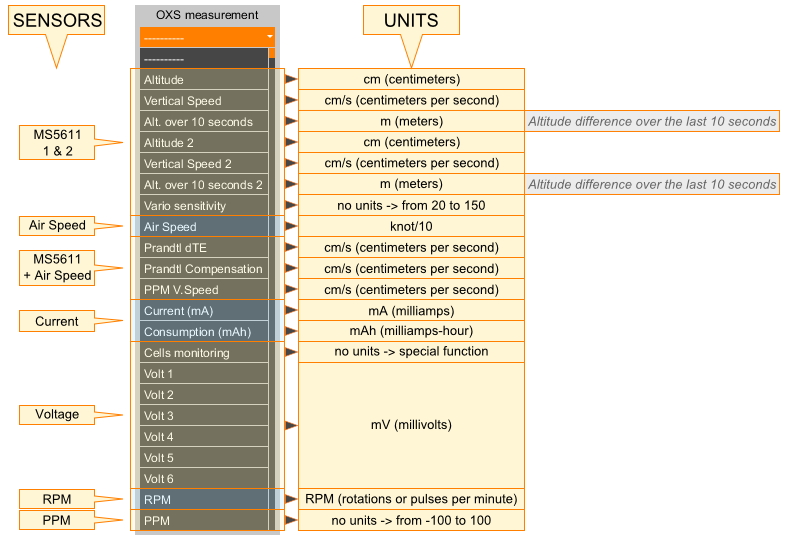 SENSORS
OXS measurement
UNITS
----------
----------
Altitude
cm (centimeters)
Vertical Speed
cm/s (centimeters per second)
Alt. over 10 seconds
m (meters)
Altitude difference over the last 10 seconds
MS5611
1 & 2
Altitude 2
cm (centimeters)
Vertical Speed 2
cm/s (centimeters per second)
Alt. over 10 seconds 2
m (meters)
Altitude difference over the last 10 seconds
Vario sensitivity
no units -> from 20 to 150
Air Speed
Air Speed
knot/10
Prandtl dTE
cm/s (centimeters per second)
MS5611
+ Air Speed
Prandtl Compensation
cm/s (centimeters per second)
PPM V.Speed
cm/s (centimeters per second)
Current
Current (mA)
mA (milliamps)
Consumption (mAh)
mAh (milliamps-hour)
Cells monitoring
no units -> special function
Voltage
Volt 1
Volt 2
Volt 3
Volt 4
Volt 5
Volt 6
mV (millivolts)
RPM
RPM
RPM (rotations or pulses per minute)
PPM
PPM
no units -> from -100 to 100